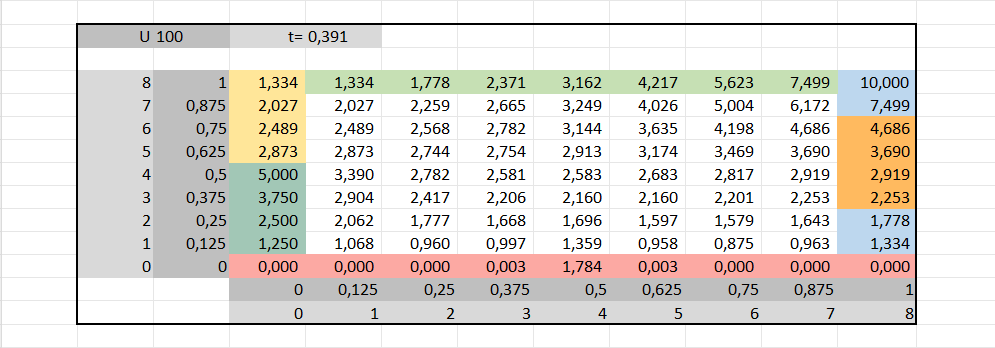 U 100 t= 0,391
8 1 1,334 1,334 1,778 2,371 3,162 4,217 5,623 7,499 10,000
7 0,875 2,027 2,027 2,259 2,665 3,249 4,026 5,004 6,172 7,499
6 0,75 2,489 2,489 2,568 2,782 3,144 3,635 4,198 4,686 4,686
5 0,625 2,873 2,873 2,744 2,754 2,913 3,174 3,469 3,690 3,690
4 0,5 5,000 3,390 2,782 2,581 2,583 2,683 2,817 2,919 2,919
3 0,375 3,750 2,904 2,417 2,206 2,160 2,160 2,201 2,253 2,253
2 0,25 2,500 2,062 1,777 1,668 1,696 1,597 1,579 1,643 1,778
1 0,125 1,250 1,068 0,960 0,997 1,359 0,958 0,875 0,963 1,334
0 0 0,000 0,000 0,000 0,003 1,784 0,003 0,000 0,000 0,000
0 0,125 0,25 0,375 0,5 0,625 0,75 0,875 1
0 1 2 3 4 5 6 7 8